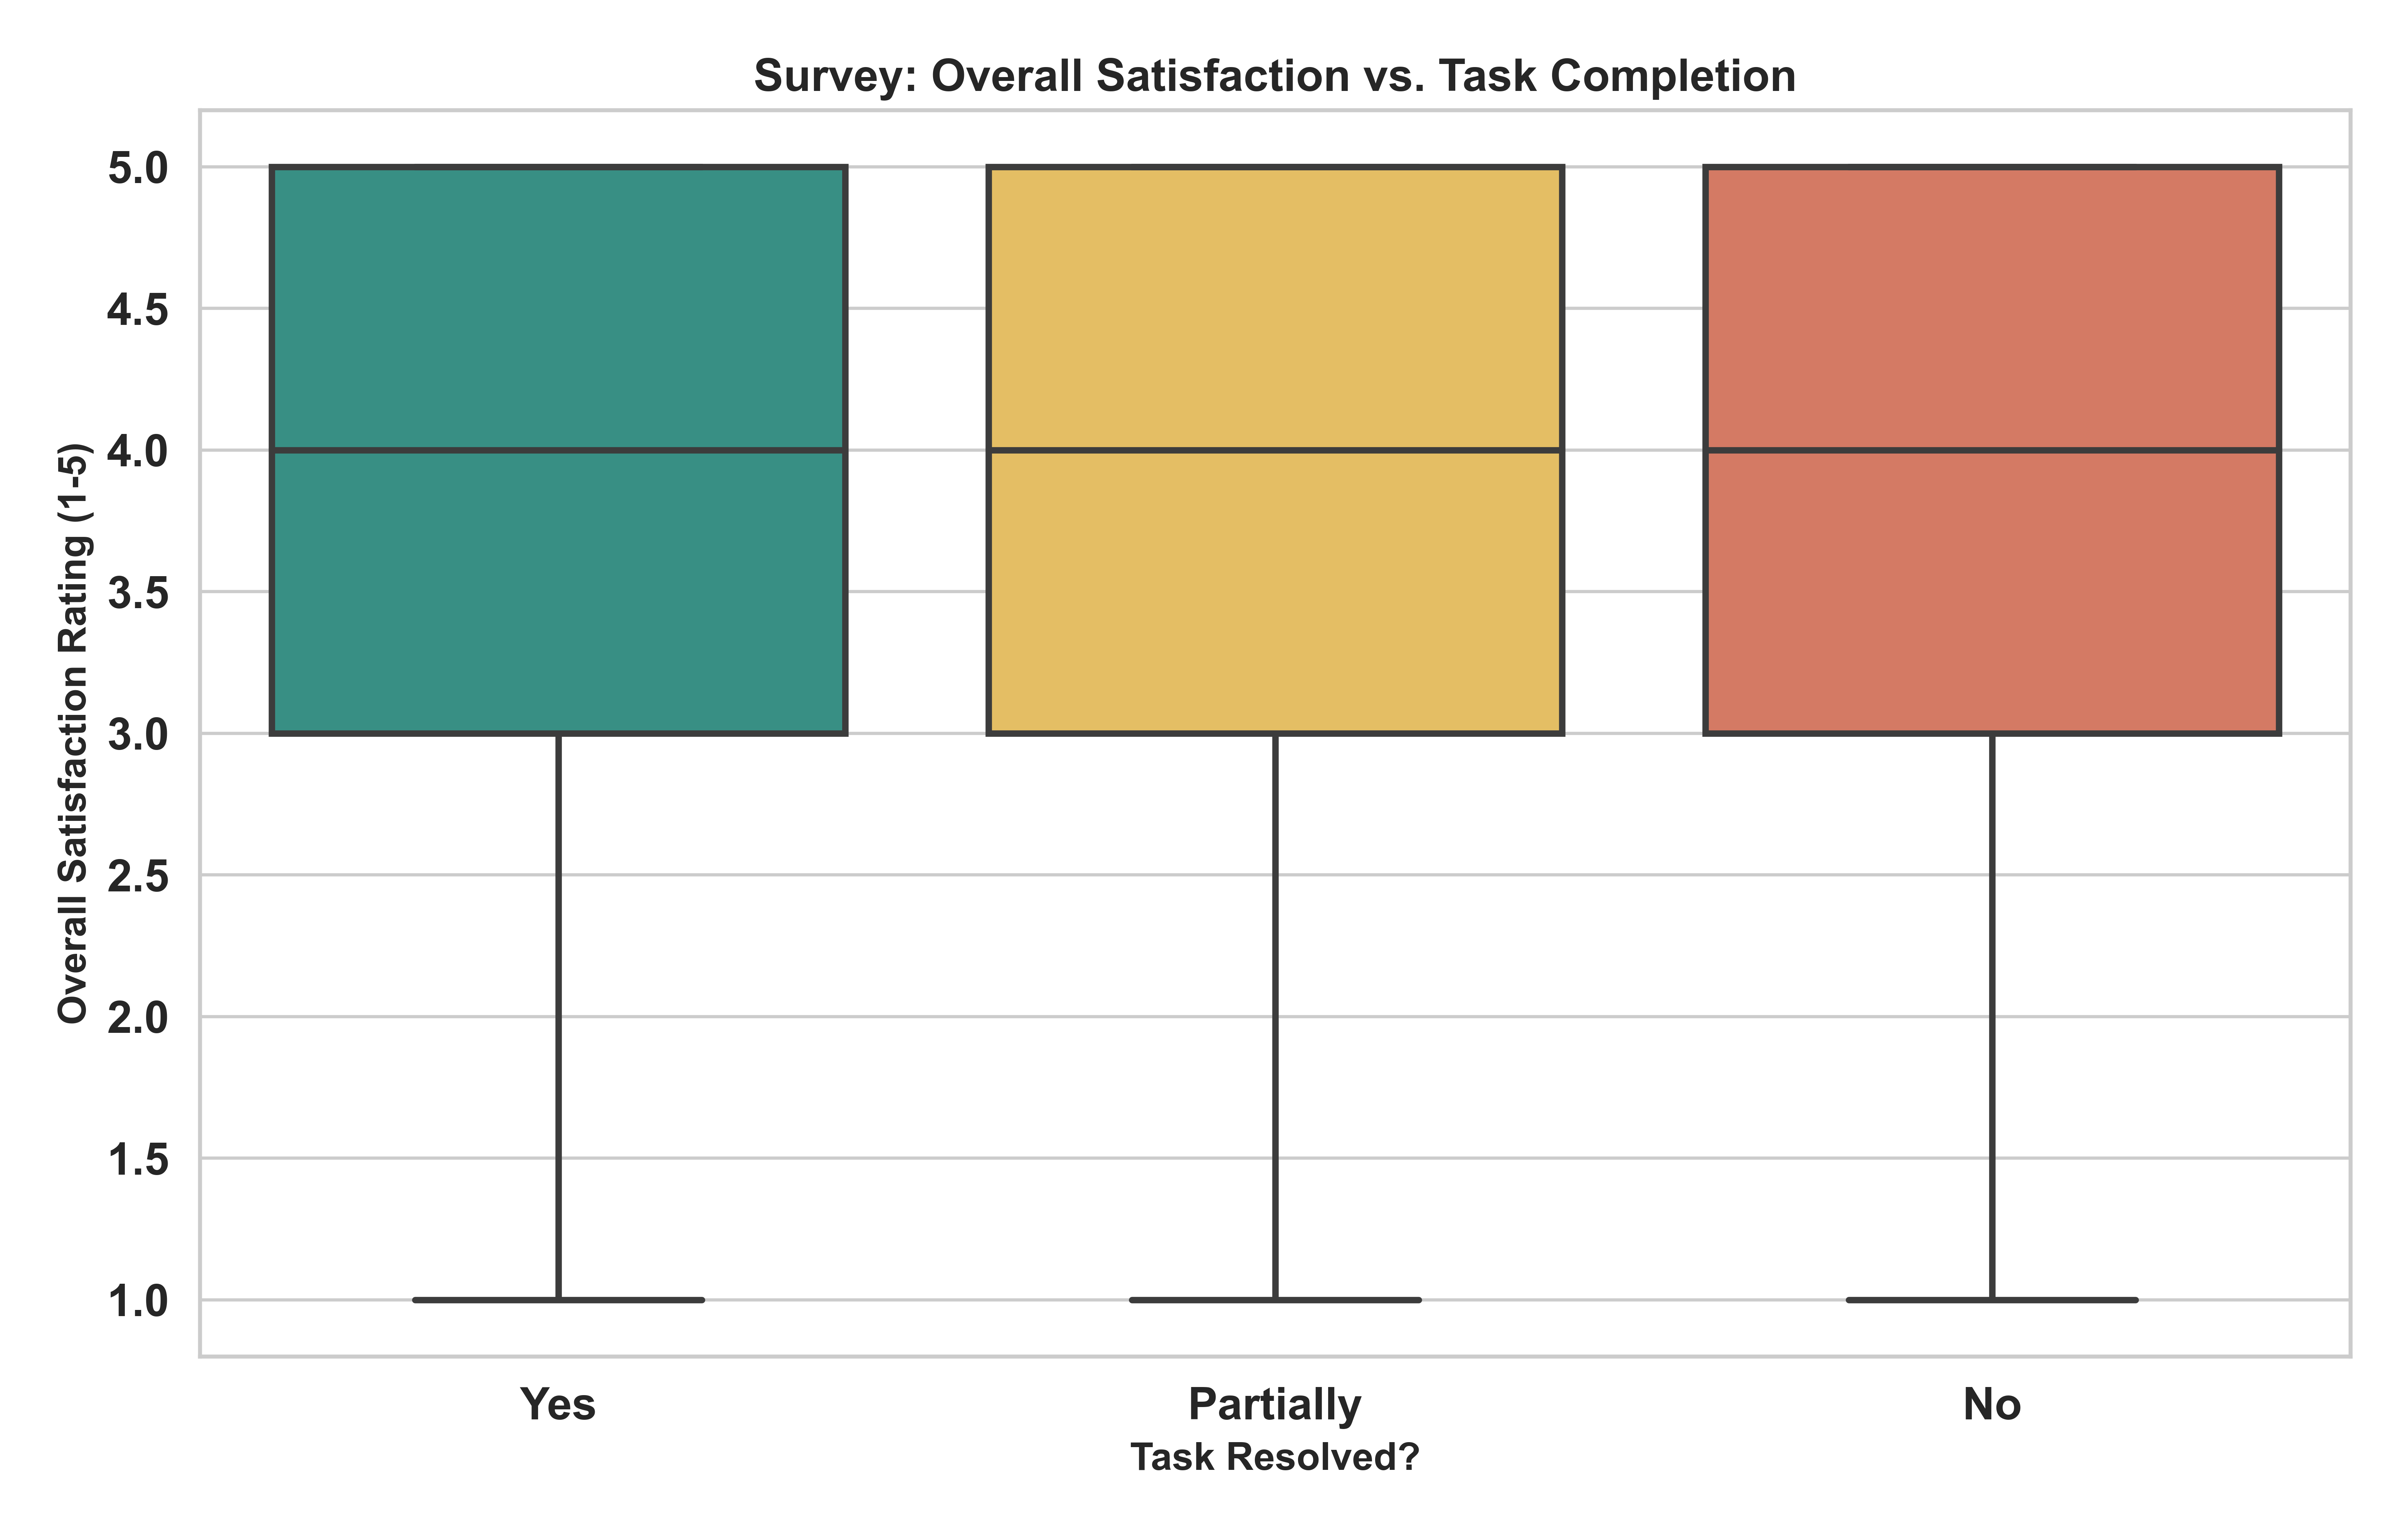 Survey: Overall Satisfaction vs. Task Completion
Overall Satisfaction Rating (1-5)
5.0
4.5
4.0
3.5
3.0
2.5
2.0
1.5
1.0
Yes Partially No
Task Resolved?